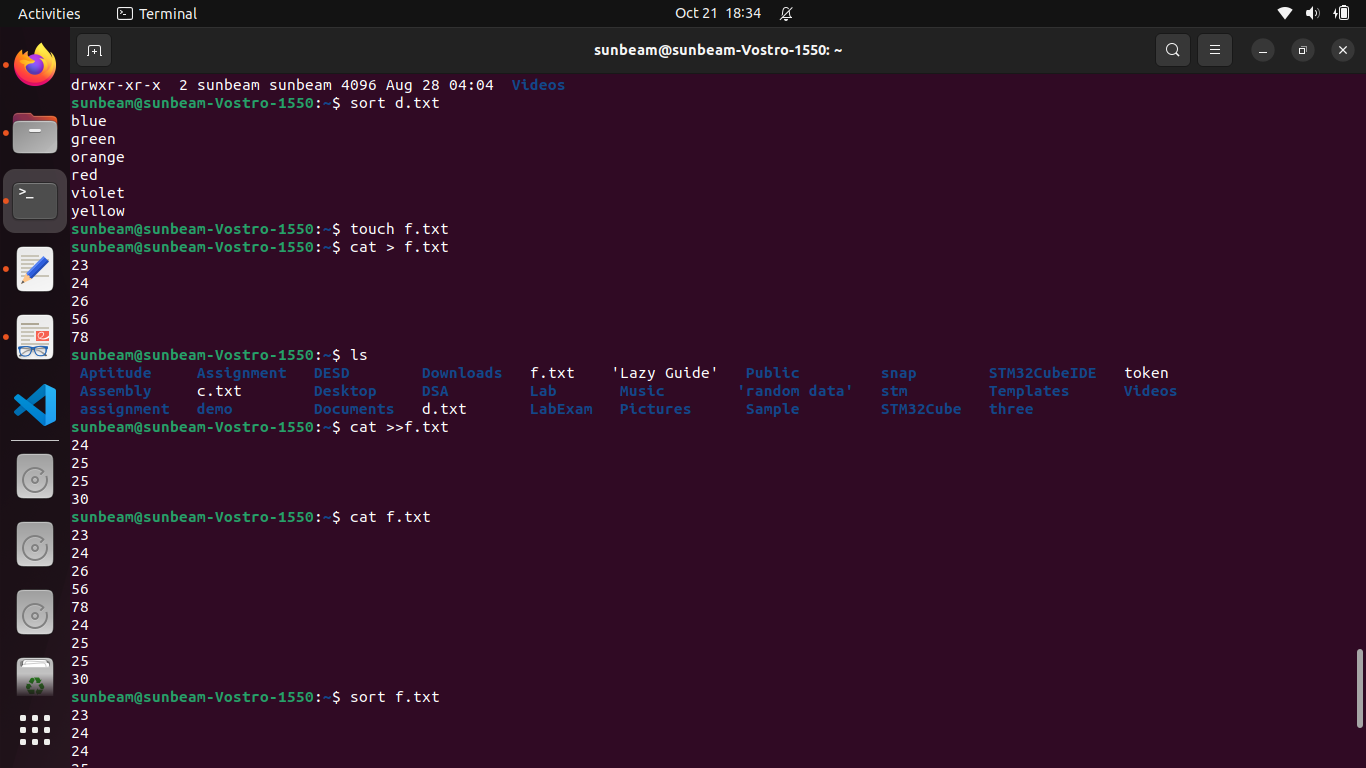 Activities Terminal Oct 21 18:34
sunbeam@sunbeam-Vostro-1550: ~
drwxr-xr-x  2 sunbeam sunbeam 4096 Aug 28 04:04  Videos
sunbeam@sunbeam-Vostro-1550:~$ sort d.txt
blue
green
orange
red
violet
yellow
sunbeam@sunbeam-Vostro-1550:~$ touch f.txt
sunbeam@sunbeam-Vostro-1550:~$ cat > f.txt
23
24
26
56
78
sunbeam@sunbeam-Vostro-1550:~$ ls
Aptitude Assignment DESD Downloads f.txt 'Lazy Guide' Public snap STM32CubeIDE token
Assembly c.txt Desktop DSA Lab Music 'random data' stm Templates Videos
assignment demo Documents d.txt LabExam Pictures Sample STM32Cube three
sunbeam@sunbeam-Vostro-1550:~$ cat >>f.txt
24
25
25
30
sunbeam@sunbeam-Vostro-1550:~$ cat f.txt
23
24
26
56
78
24
25
25
30
sunbeam@sunbeam-Vostro-1550:~$ sort f.txt
23
24
24